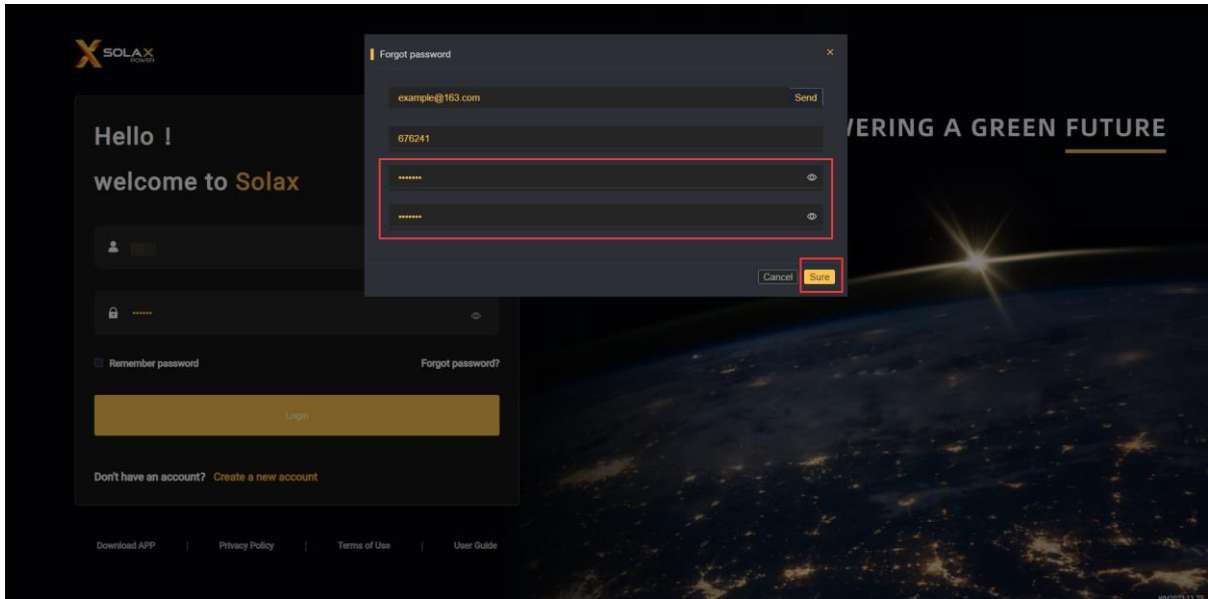 SOLAX
POWER
Forgot password
×
example@163.com Send
676241
•••••••
•••••••
Cancel Sure
Hello !
welcome to Solax
••••••
Remember password Forgot password?
Login
Don't have an account? Create a new account
Download APP | Privacy Policy | Terms of Use | User Guide
ERING A GREEN FUTURE